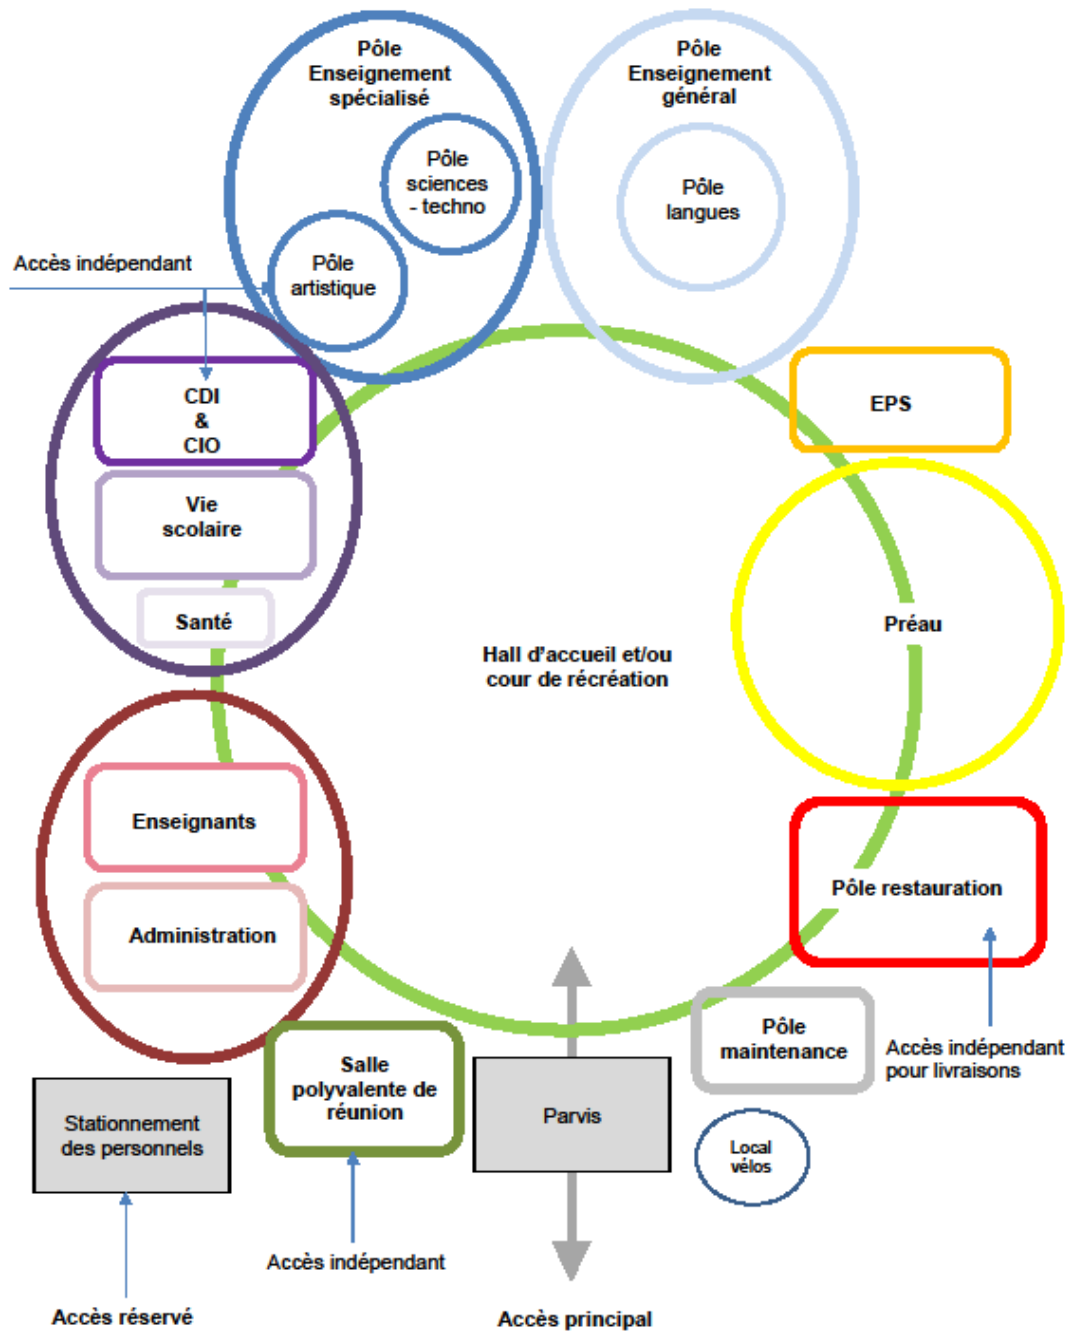 Pôle
Enseignement
spécialisé
Pôle
Enseignement
général
Pôle
sciences
- techno
Pôle
langues
Accès indépendant
Pôle
artistique
CDI
&
CIO
EPS
Vie
scolaire
Santé
Préau
Hall d'accueil et/ou
cour de récréation
Enseignants
Pôle restauration
Administration
Pôle
maintenance
Accès indépendant
pour livraisons
Salle
polyvalente de
réunion
Parvis
Stationnement
des personnels
Local
vélos
Accès indépendant
Accès réservé
Accès principal